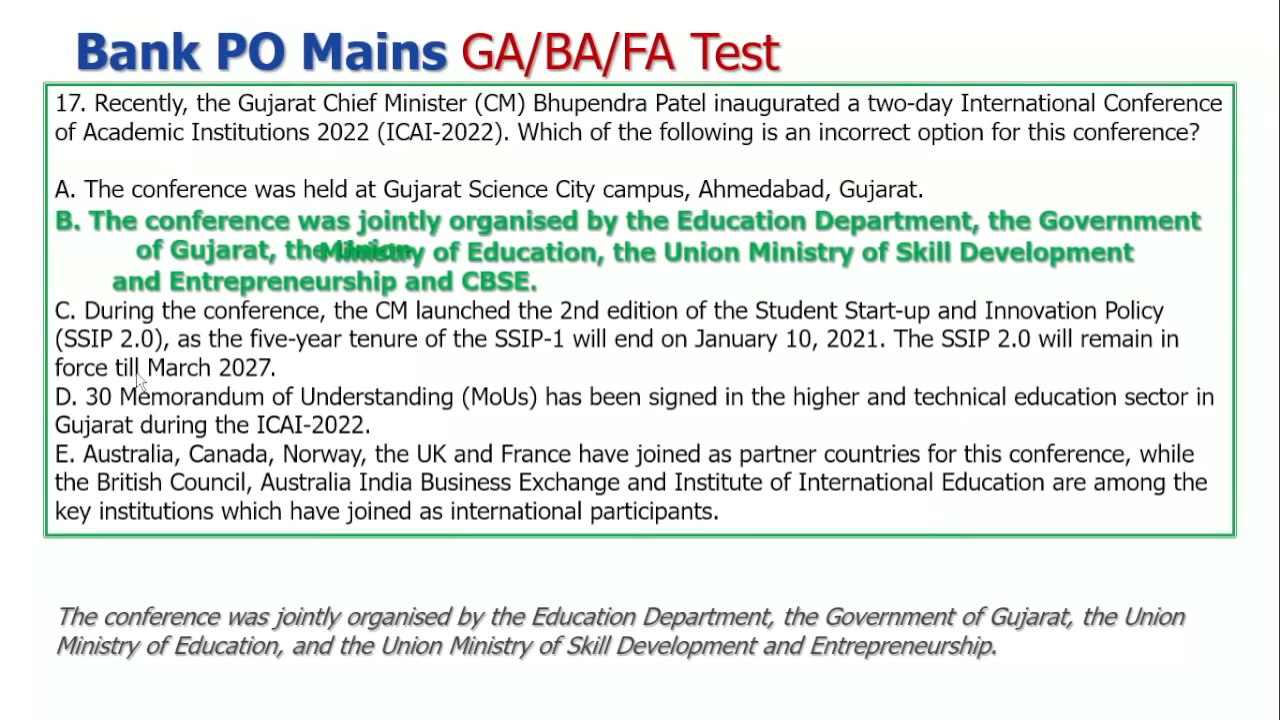 Bank PO Mains GA/BA/FA Test
17. Recently, the Gujarat Chief Minister (CM) Bhupendra Patel inaugurated a two-day International Conference
of Academic Institutions 2022 (ICAI-2022). Which of the following is an incorrect option for this conference?
A. The conference was held at Gujarat Science City campus, Ahmedabad, Gujarat.
B. The conference was jointly organised by the Education Department, the Government
of Gujarat, the Union Ministry of Education, the Union Ministry of Skill Development
and Entrepreneurship and CBSE.
C. During the conference, the CM launched the 2nd edition of the Student Start-up and Innovation Policy
(SSIP 2.0), as the five-year tenure of the SSIP-1 will end on January 10, 2021. The SSIP 2.0 will remain in
force till March 2027.
D. 30 Memorandum of Understanding (MoUs) has been signed in the higher and technical education sector in
Gujarat during the ICAI-2022.
E. Australia, Canada, Norway, the UK and France have joined as partner countries for this conference, while
the British Council, Australia India Business Exchange and Institute of International Education are among the
key institutions which have joined as international participants.
The conference was jointly organised by the Education Department, the Government of Gujarat, the Union
Ministry of Education, and the Union Ministry of Skill Development and Entrepreneurship.